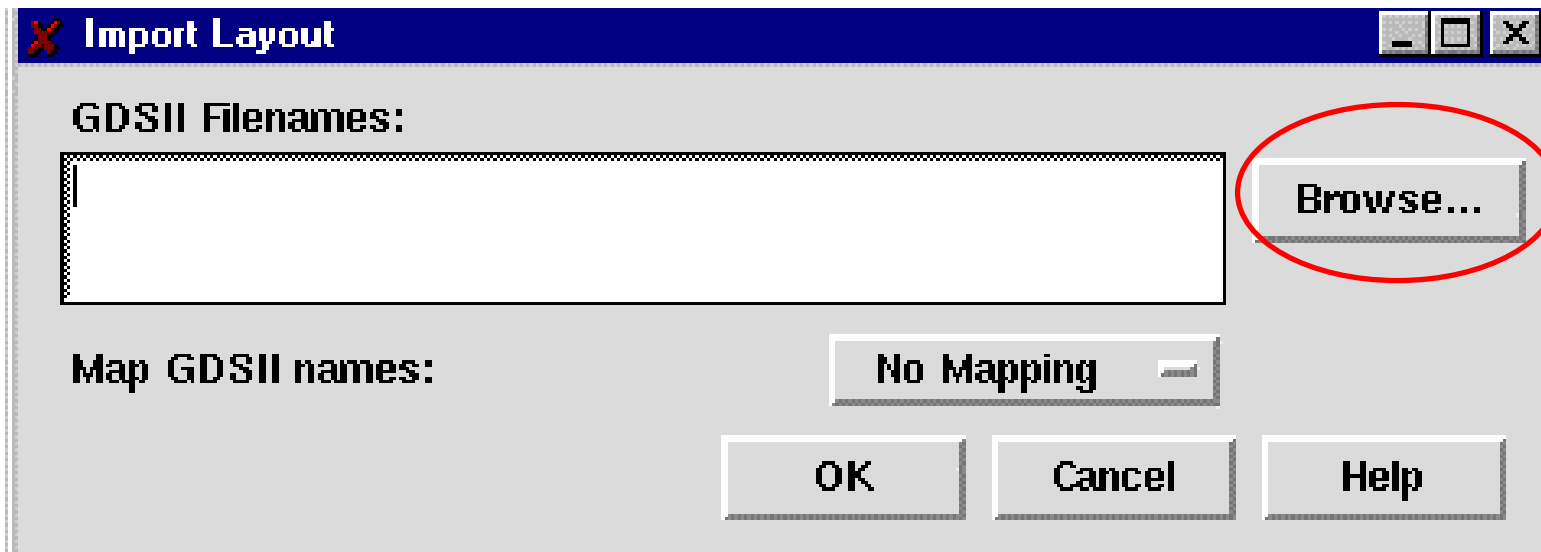 Import Layout
GDSII Filenames:
Browse...
Map GDSII names:
No Mapping
OK
Cancel
Help